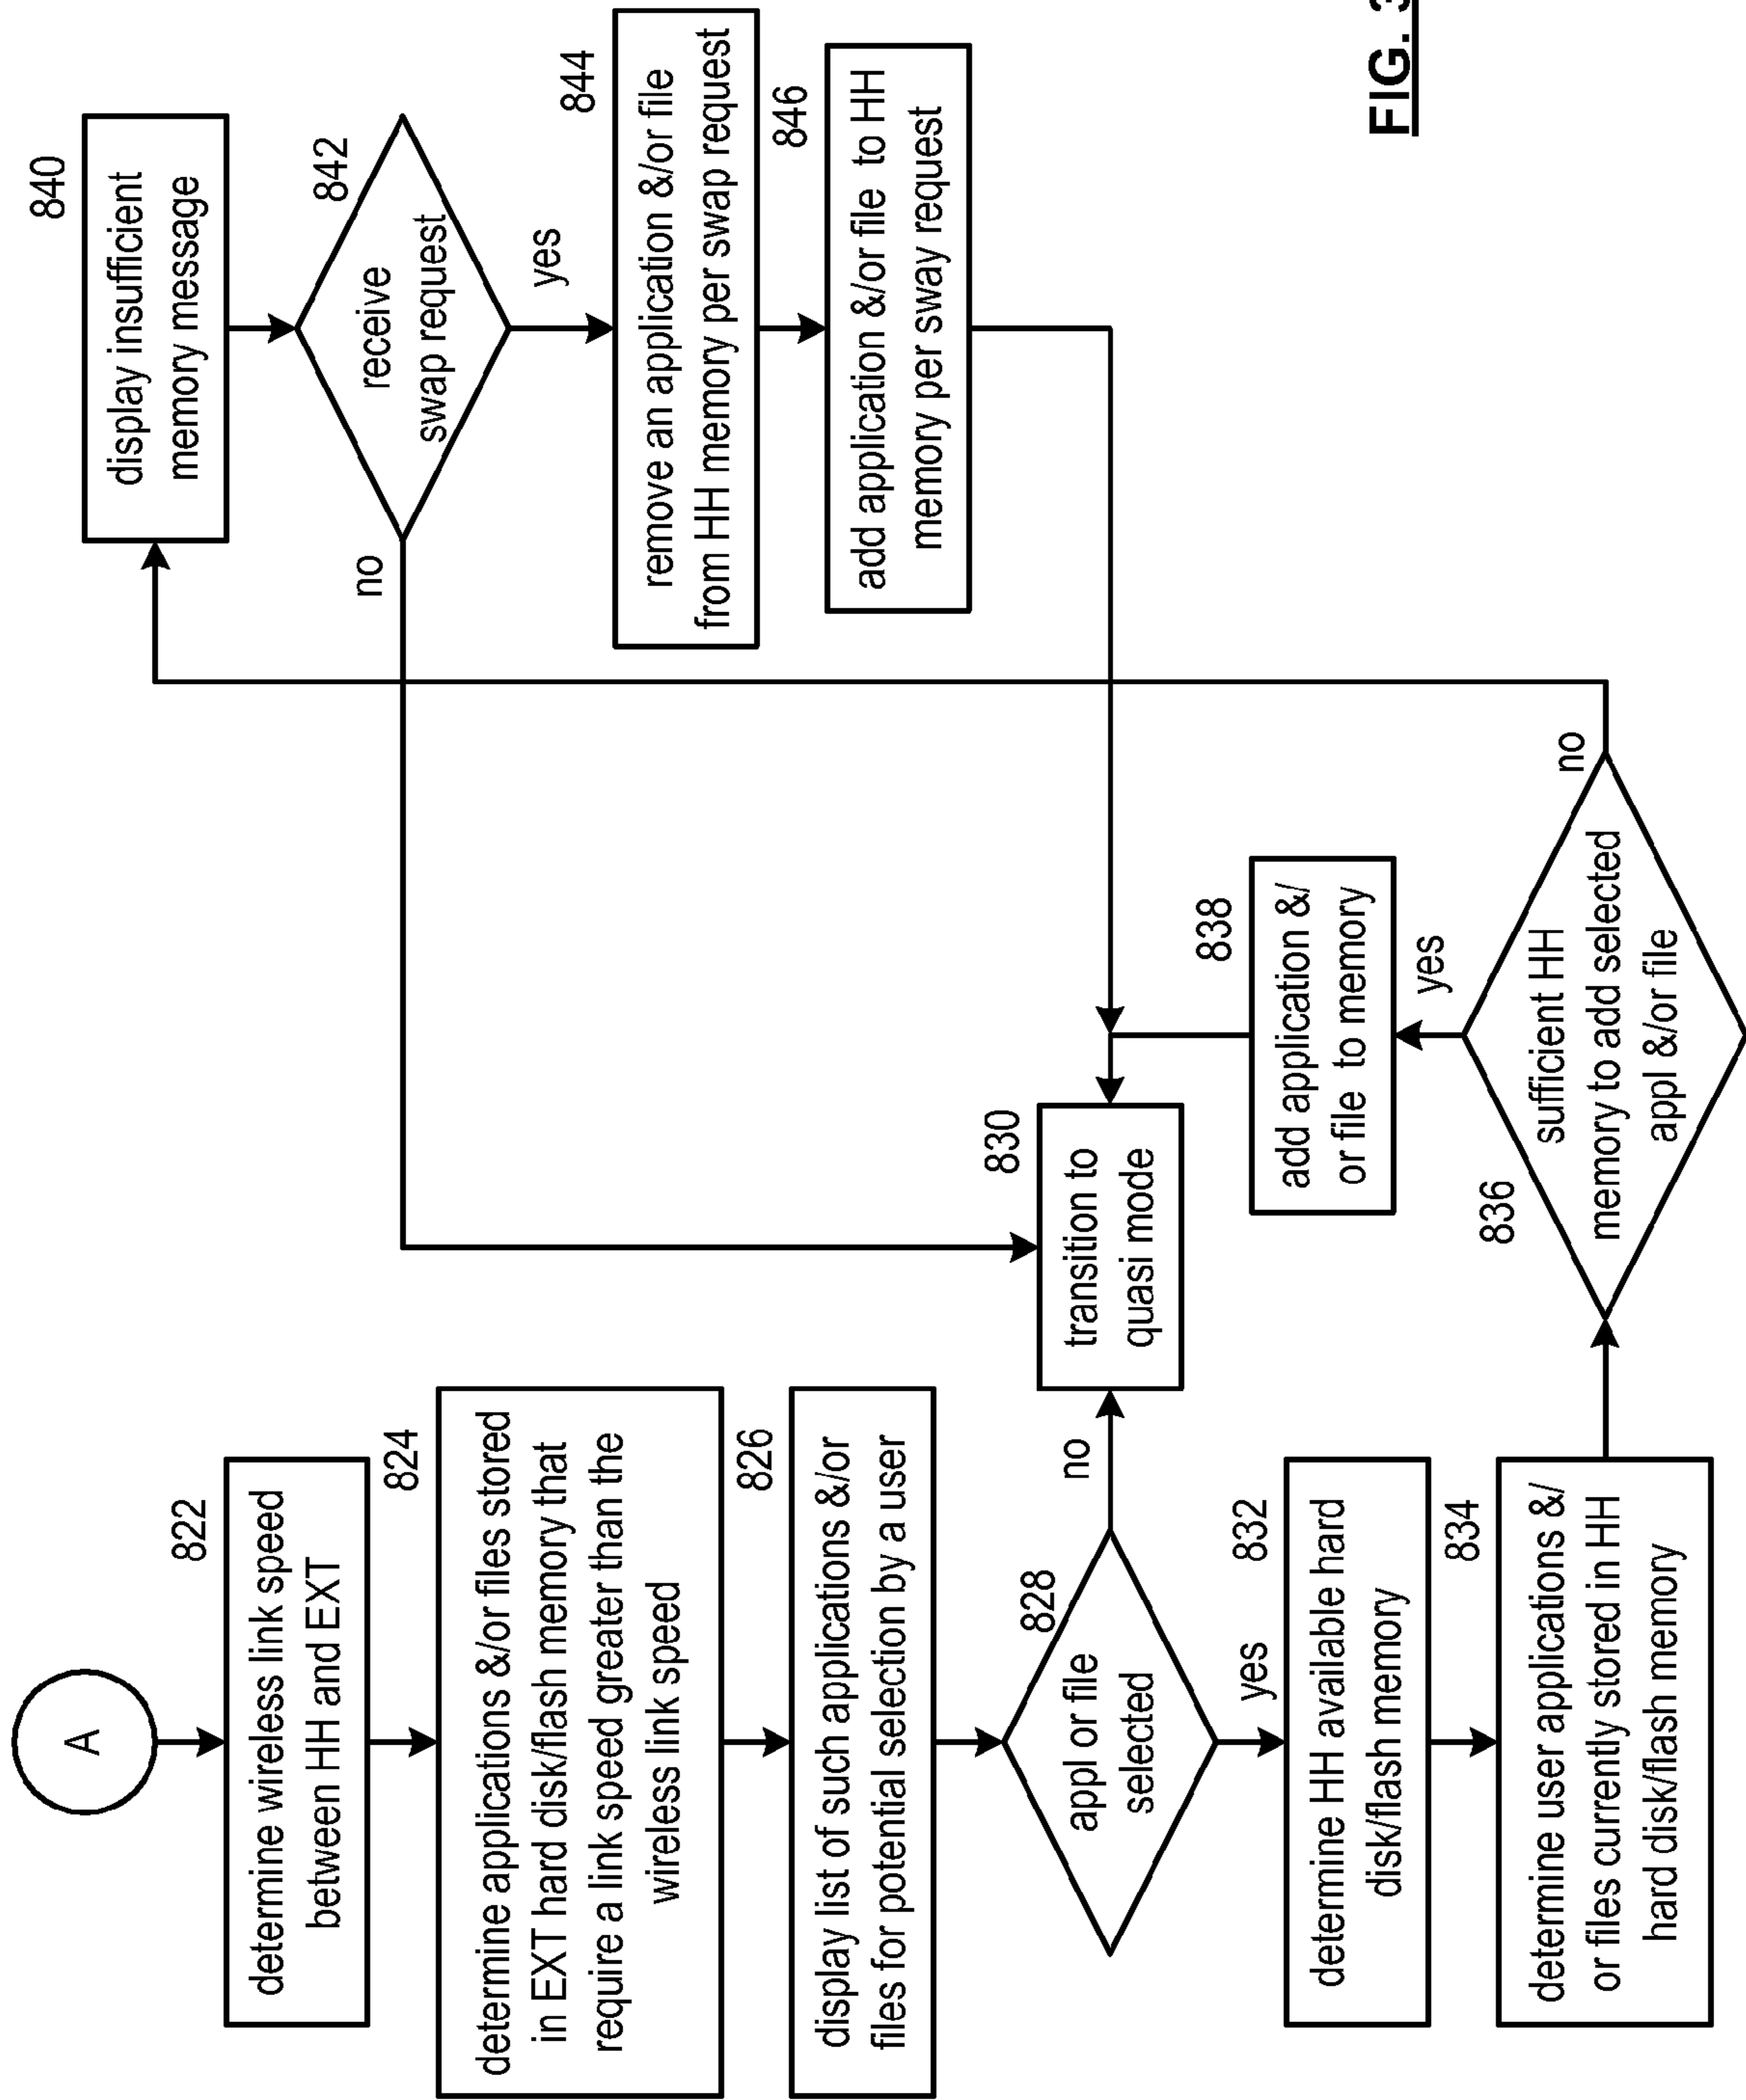 A
822
determine wireless link speed
between HH and EXT
824
determine applications &/or files stored
in EXT hard disk/flash memory that
require a link speed greater than the
wireless link speed
826
display list of such applications &/or
files for potential selection by a user
828
appl or file
selected
no
yes
830
transition to
quasi mode
832
determine HH available hard
disk/flash memory
834
determine user applications &/
or files currently stored in HH
hard disk/flash memory
836
sufficient HH
memory to add selected
appl &/or file
yes
no
838
add application &/
or file to memory
840
display insufficient
memory message
842
receive
swap request
no
yes
844
remove an application &/or file
from HH memory per swap request
846
add application &/or file to HH
memory per sway request
FIG. 3